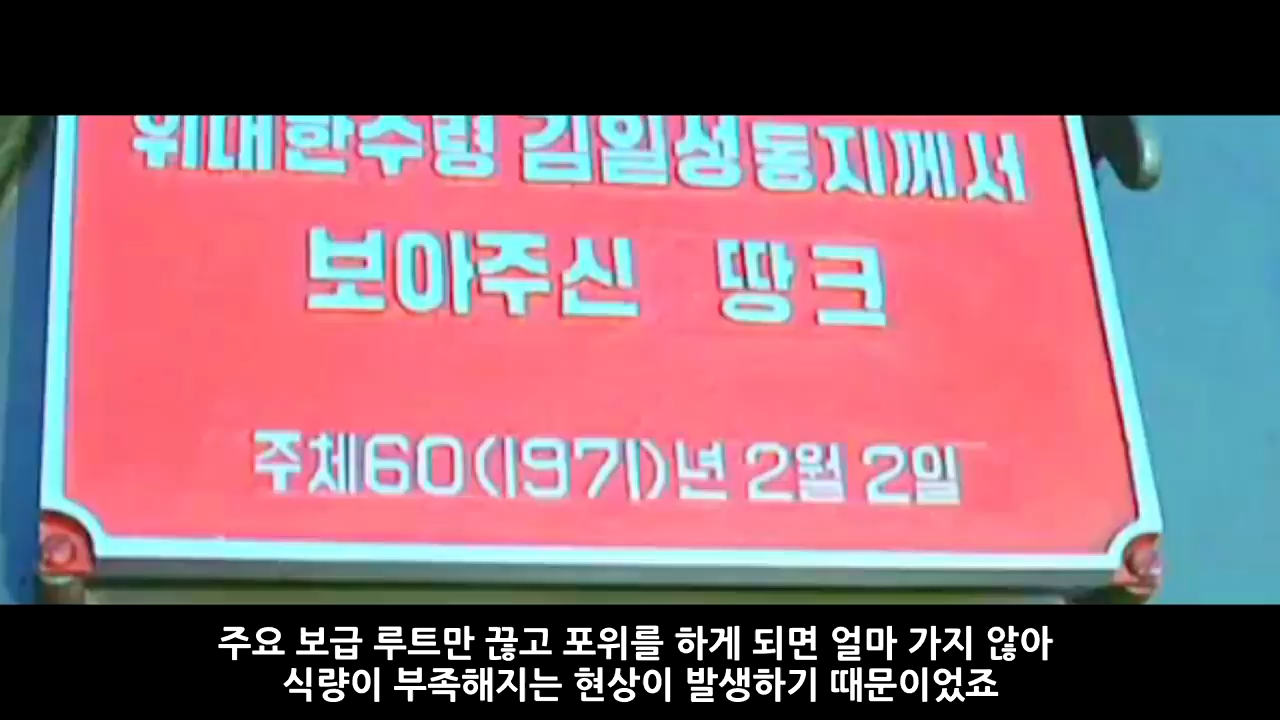 위대한수령 김일성동지께서
보아주신 땅크
주체60(1971)년 2월 2일
주요 보급 루트만 끊고 포위를 하게 되면 얼마 가지 않아
식량이 부족해지는 현상이 발생하기 때문이었죠